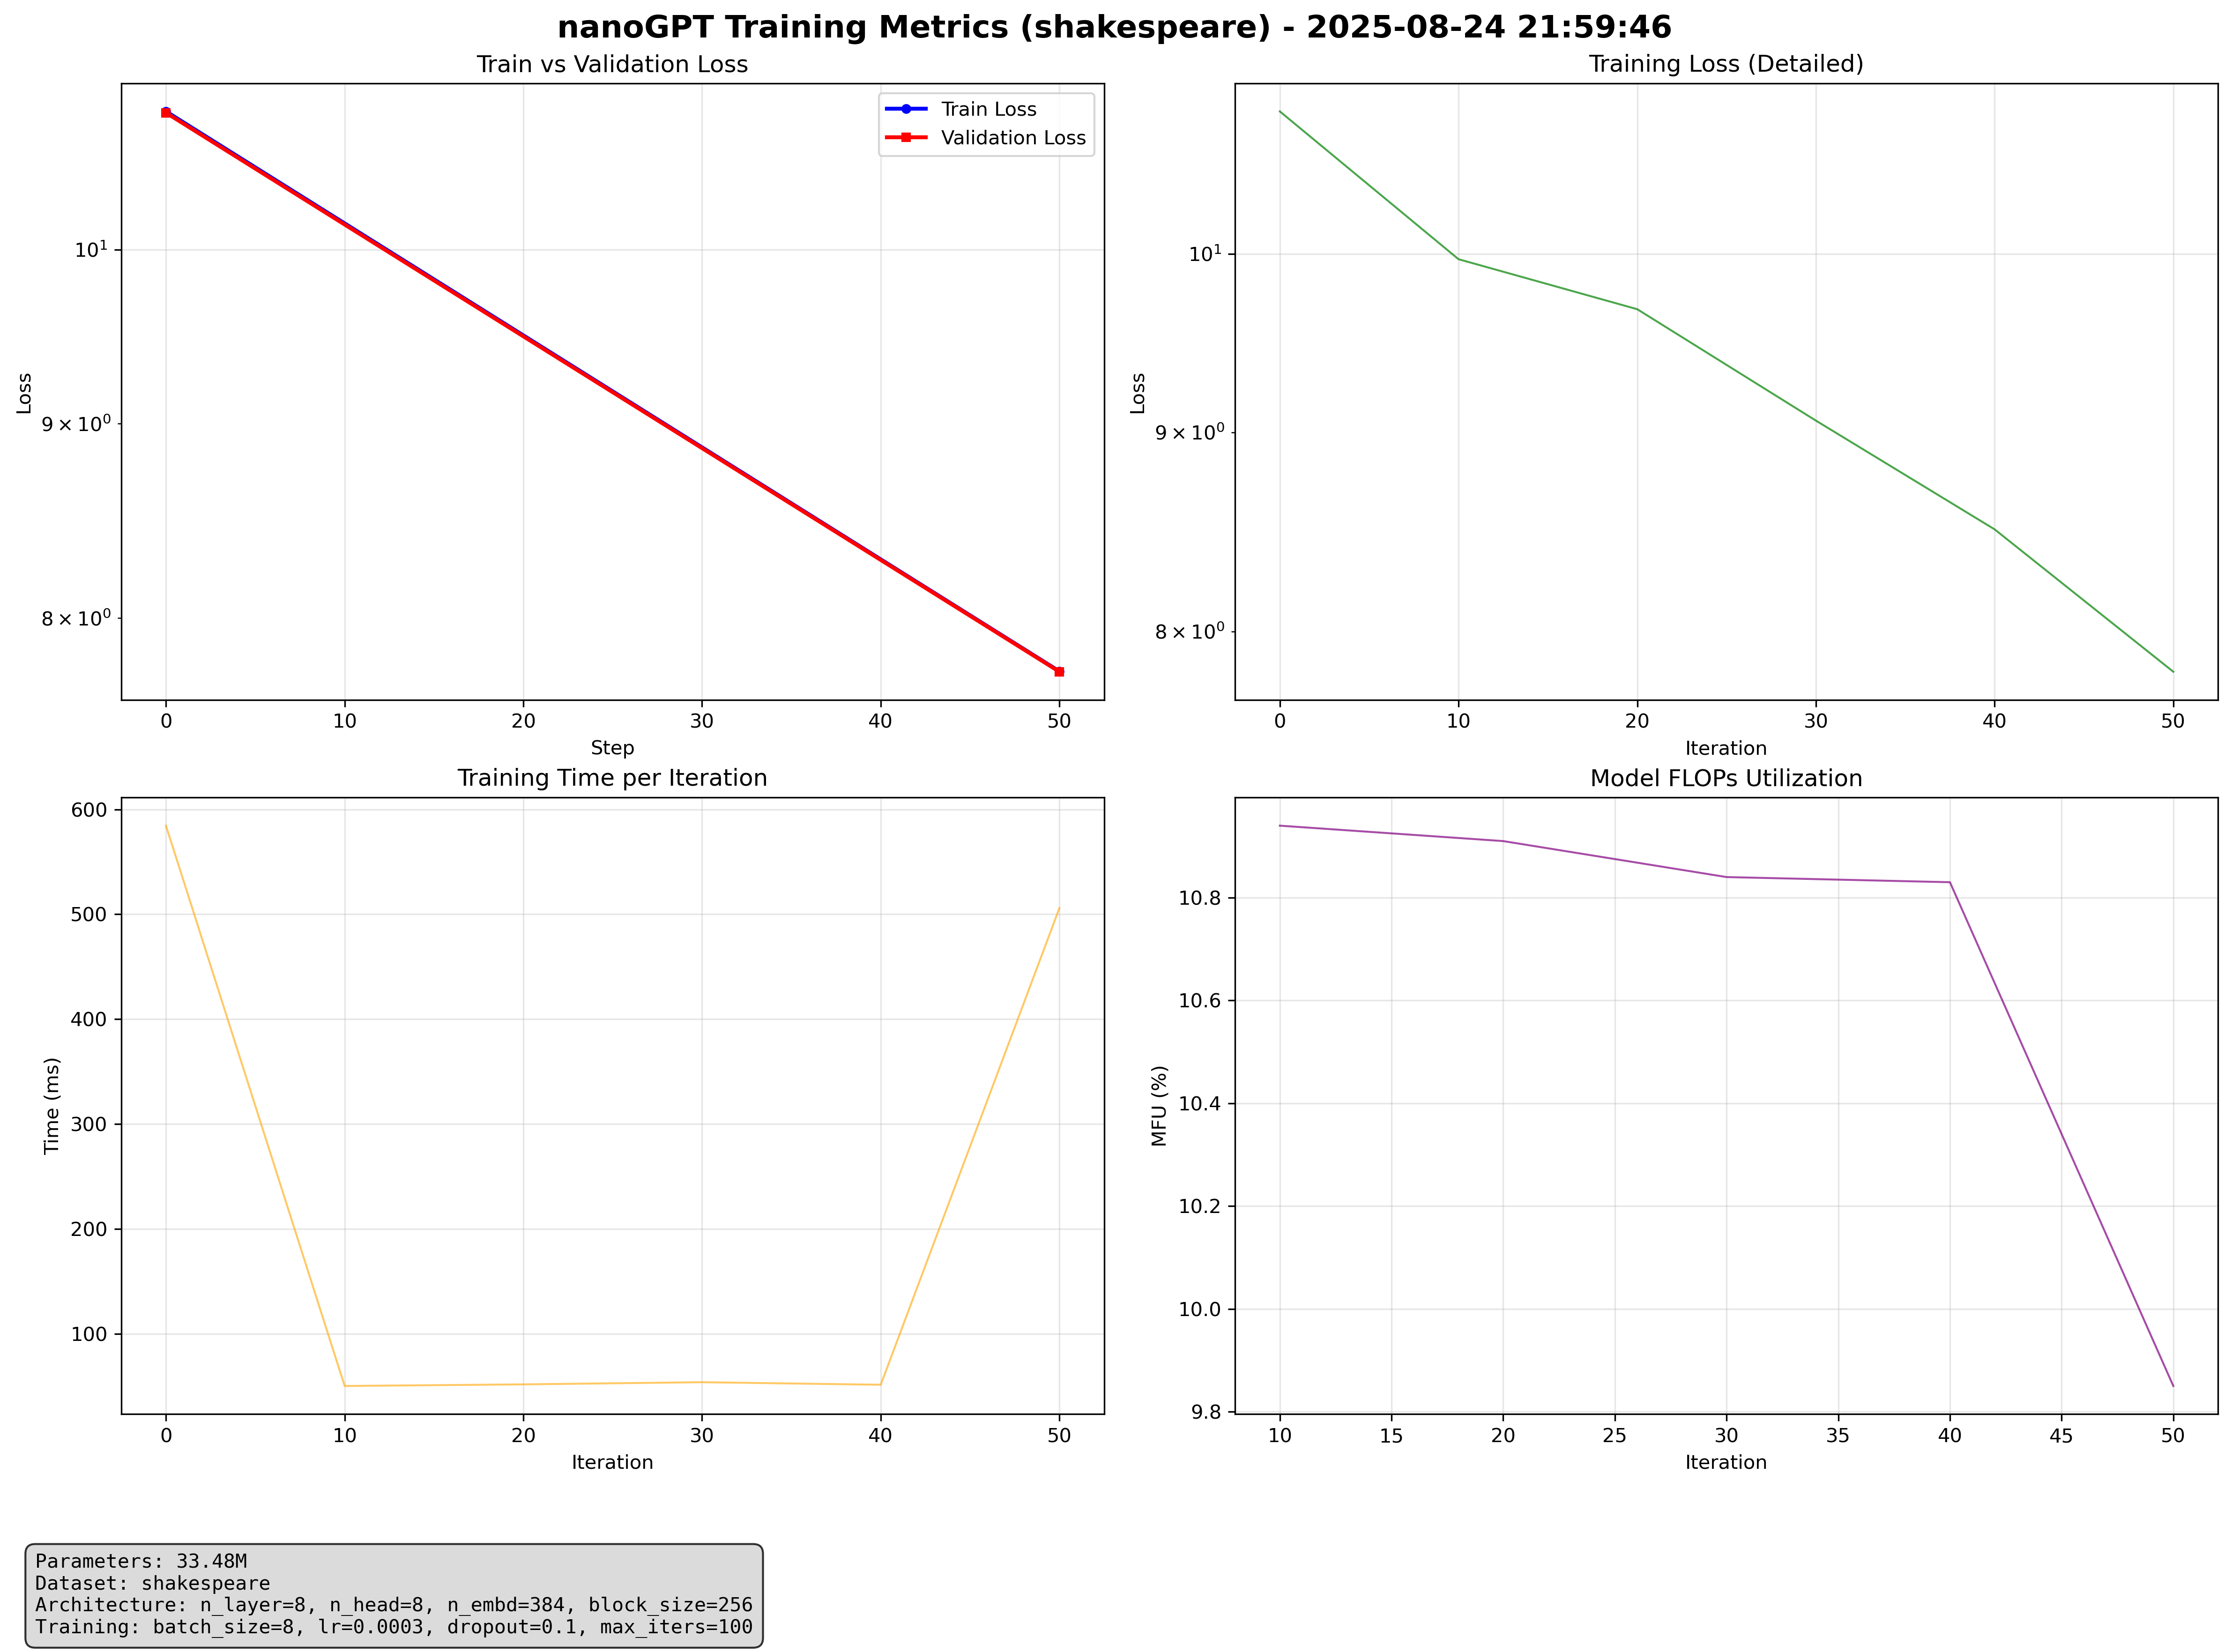 nanoGPT Training Metrics (shakespeare) - 2025-08-24 21:59:46
Train vs Validation Loss
Train Loss
Validation Loss
Loss
10¹
9 × 10⁰
8 × 10⁰
0 10 20 30 40 50
Step
Training Loss (Detailed)
Loss
10¹
9 × 10⁰
8 × 10⁰
0 10 20 30 40 50
Iteration
Training Time per Iteration
Time (ms)
600
500
400
300
200
100
0 10 20 30 40 50
Iteration
Model FLOPs Utilization
MFU (%)
10.8
10.6
10.4
10.2
10.0
9.8
10 15 20 25 30 35 40 45 50
Iteration
Parameters: 33.48M
Dataset: shakespeare
Architecture: n_layer=8, n_head=8, n_embd=384, block_size=256
Training: batch_size=8, lr=0.0003, dropout=0.1, max_iters=100